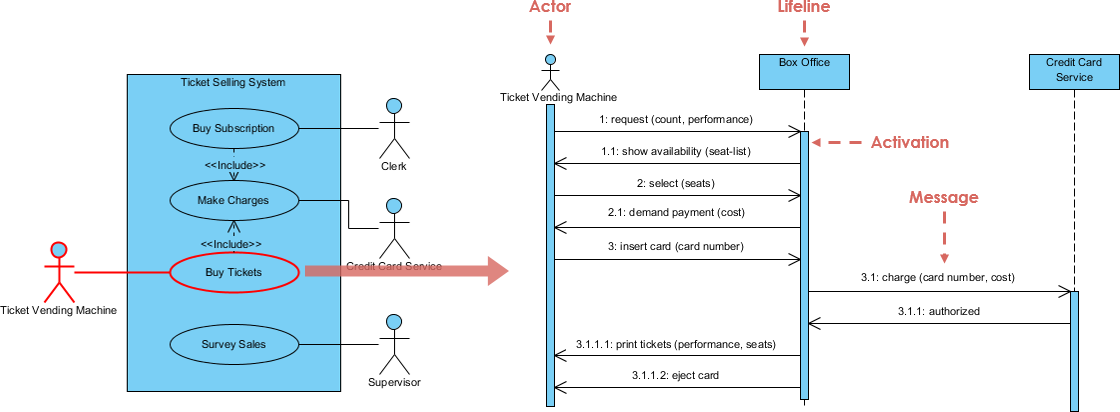 Actor
Lifeline
Ticket Selling System
Buy Subscription
<<Include>>
Clerk
Make Charges
<<Include>>
Credit Card Service
Buy Tickets
Ticket Vending Machine
Survey Sales
Supervisor
Ticket Vending Machine
Box Office
Credit Card
Service
1: request (count, performance)
Activation
1.1: show availability (seat-list)
2: select (seats)
Message
2.1: demand payment (cost)
3: insert card (card number)
3.1: charge (card number, cost)
3.1.1: authorized
3.1.1.1: print tickets (performance, seats)
3.1.1.2: eject card